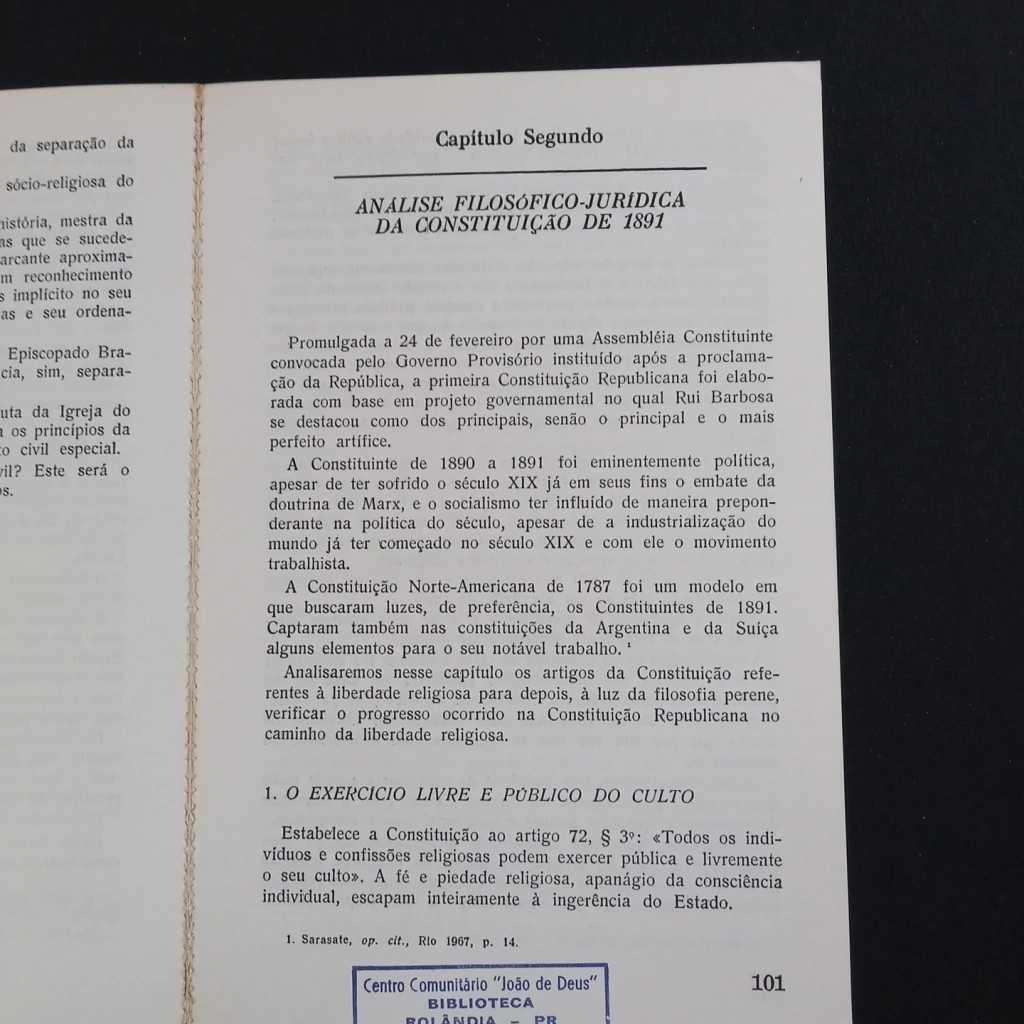 da separação da
sócio-religiosa do
história, mestra da
as que se sucede-
arcante aproxima-
m reconhecimento
s implícito no seu
as e seu ordena-
Episcopado Bra-
cia, sim, separa-
uta da Igreja do
a os princípios da
o civil especial.
vil? Este será o
os.
Capítulo Segundo
ANÁLISE FILOSÓFICO-JURÍDICA
DA CONSTITUIÇÃO DE 1891
Promulgada a 24 de fevereiro por uma Assembléia Constituinte
convocada pelo Governo Provisório instituído após a proclama-
ção da República, a primeira Constituição Republicana foi elabo-
rada com base em projeto governamental no qual Rui Barbosa
se destacou como dos principais, senão o principal e o mais
perfeito artífice.
A Constituinte de 1890 a 1891 foi eminentemente política,
apesar de ter sofrido o século XIX já em seus fins o embate da
doutrina de Marx, e o socialismo ter influído de maneira prepon-
derante na política do século, apesar de a industrialização do
mundo já ter começado no século XIX e com ele o movimento
trabalhista.
A Constituição Norte-Americana de 1787 foi um modelo em
que buscaram luzes, de preferência, os Constituintes de 1891.
Captaram também nas constituições da Argentina e da Suíça
alguns elementos para o seu notável trabalho. ¹
Analisaremos nesse capítulo os artigos da Constituição refe-
rentes à liberdade religiosa para depois, à luz da filosofia perene,
verificar o progresso ocorrido na Constituição Republicana no
caminho da liberdade religiosa.
1. O EXERCÍCIO LIVRE E PÚBLICO DO CULTO
Estabelece a Constituição ao artigo 72, § 3º: «Todos os indi-
víduos e confissões religiosas podem exercer pública e livremente
o seu culto». A fé e piedade religiosa, apanágio da consciência
individual, escapam inteiramente à ingerência do Estado.
1. Sarasate, op. cit., Rio 1967, p. 14.
101
Centro Comunitário "João de Deus"
BIBLIOTECA
ROLÂNDIA - PR